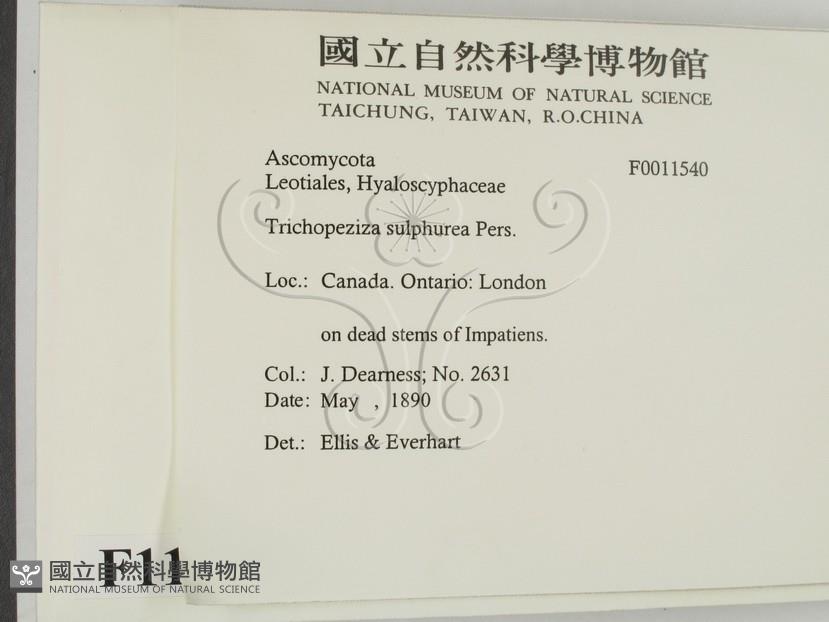 國立自然科學博物館
NATIONAL MUSEUM OF NATURAL SCIENCE
TAICHUNG, TAIWAN, R.O.CHINA
Ascomycota
F0011540
Leotiales, Hyaloscyphaceae
Trichopeziza sulphurea Pers.
Loc.: Canada. Ontario: London
on dead stems of Impatiens.
Col.: J. Dearness; No. 2631
Date: May , 1890
Det.: Ellis & Everhart
F11
國立自然科學博物館
NATIONAL MUSEUM OF NATURAL SCIENCE